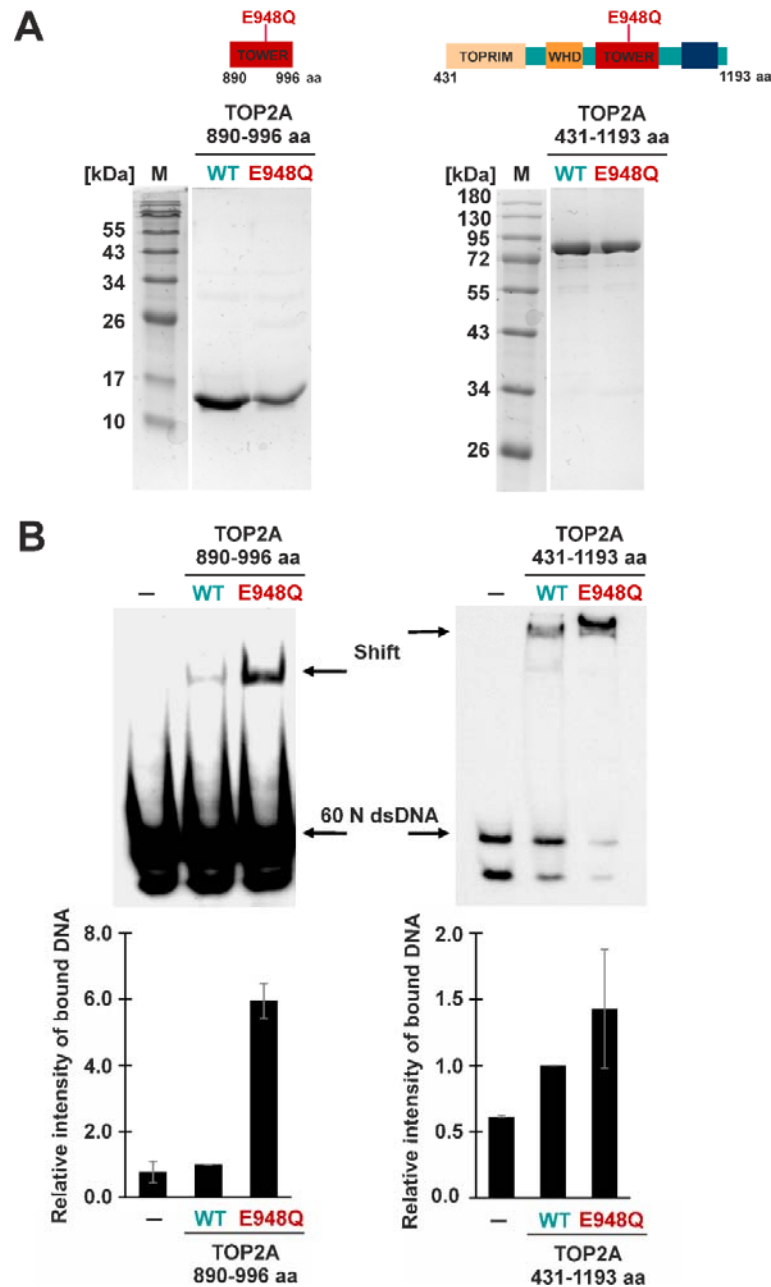 A
E948Q
TOWER
890 996 aa
E948Q
TOPRIM WHD TOWER
431 1193 aa
TOP2A
890-996 aa
[kDa] M WT E948Q
55
43
34
26
17
10
TOP2A
431-1193 aa
[kDa] M WT E948Q
180
130
95
72
55
43
34
26
B
TOP2A
890-996 aa
– WT E948Q
TOP2A
431-1193 aa
– WT E948Q
Shift
60 N dsDNA
Relative intensity of bound DNA
8.0
6.0
4.0
2.0
0.0
– WT E948Q
TOP2A
890-996 aa
Relative intensity of bound DNA
2.0
1.5
1.0
0.5
0.0
– WT E948Q
TOP2A
431-1193 aa